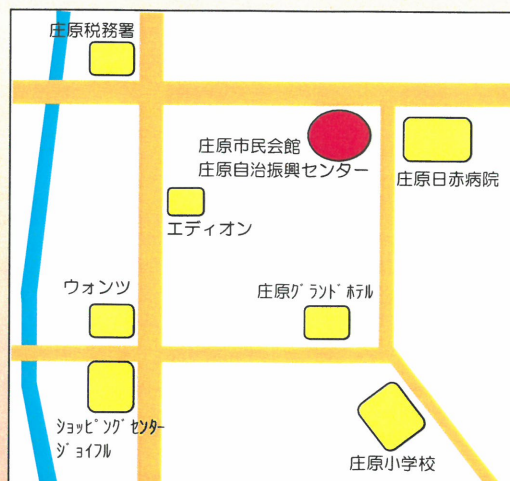 庄原税務署
庄原市民会館
庄原自治振興センター
庄原日赤病院
エディオン
ウォンツ
庄原ｸﾞﾗﾝﾄﾞﾎﾃﾙ
ｼｮｯﾋﾟﾝｸﾞｾﾝﾀｰ
ｼﾞｮｲﾌﾙ
庄原小学校